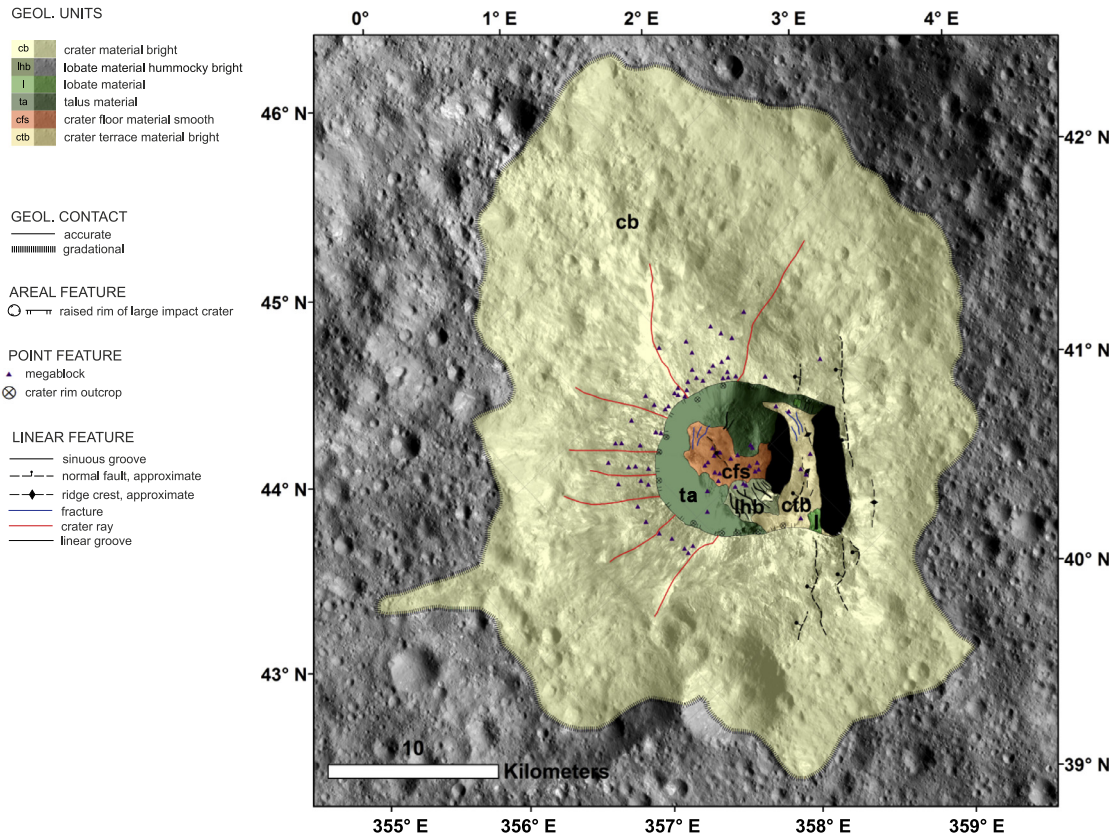 GEOL. UNITS
cb crater material bright
lhb lobate material hummocky bright
l lobate material
ta talus material
cfs crater floor material smooth
ctb crater terrace material bright
GEOL. CONTACT
accurate
gradational
AREAL FEATURE
raised rim of large impact crater
POINT FEATURE
megablock
crater rim outcrop
LINEAR FEATURE
sinuous groove
normal fault, approximate
ridge crest, approximate
fracture
crater ray
linear groove
0° 1° E 2° E 3° E 4° E
46° N
42° N
cb
45° N
41° N
44° N
cfs
ta
lhb
ctb
l
40° N
43° N
39° N
10
Kilometers
355° E 356° E 357° E 358° E 359° E